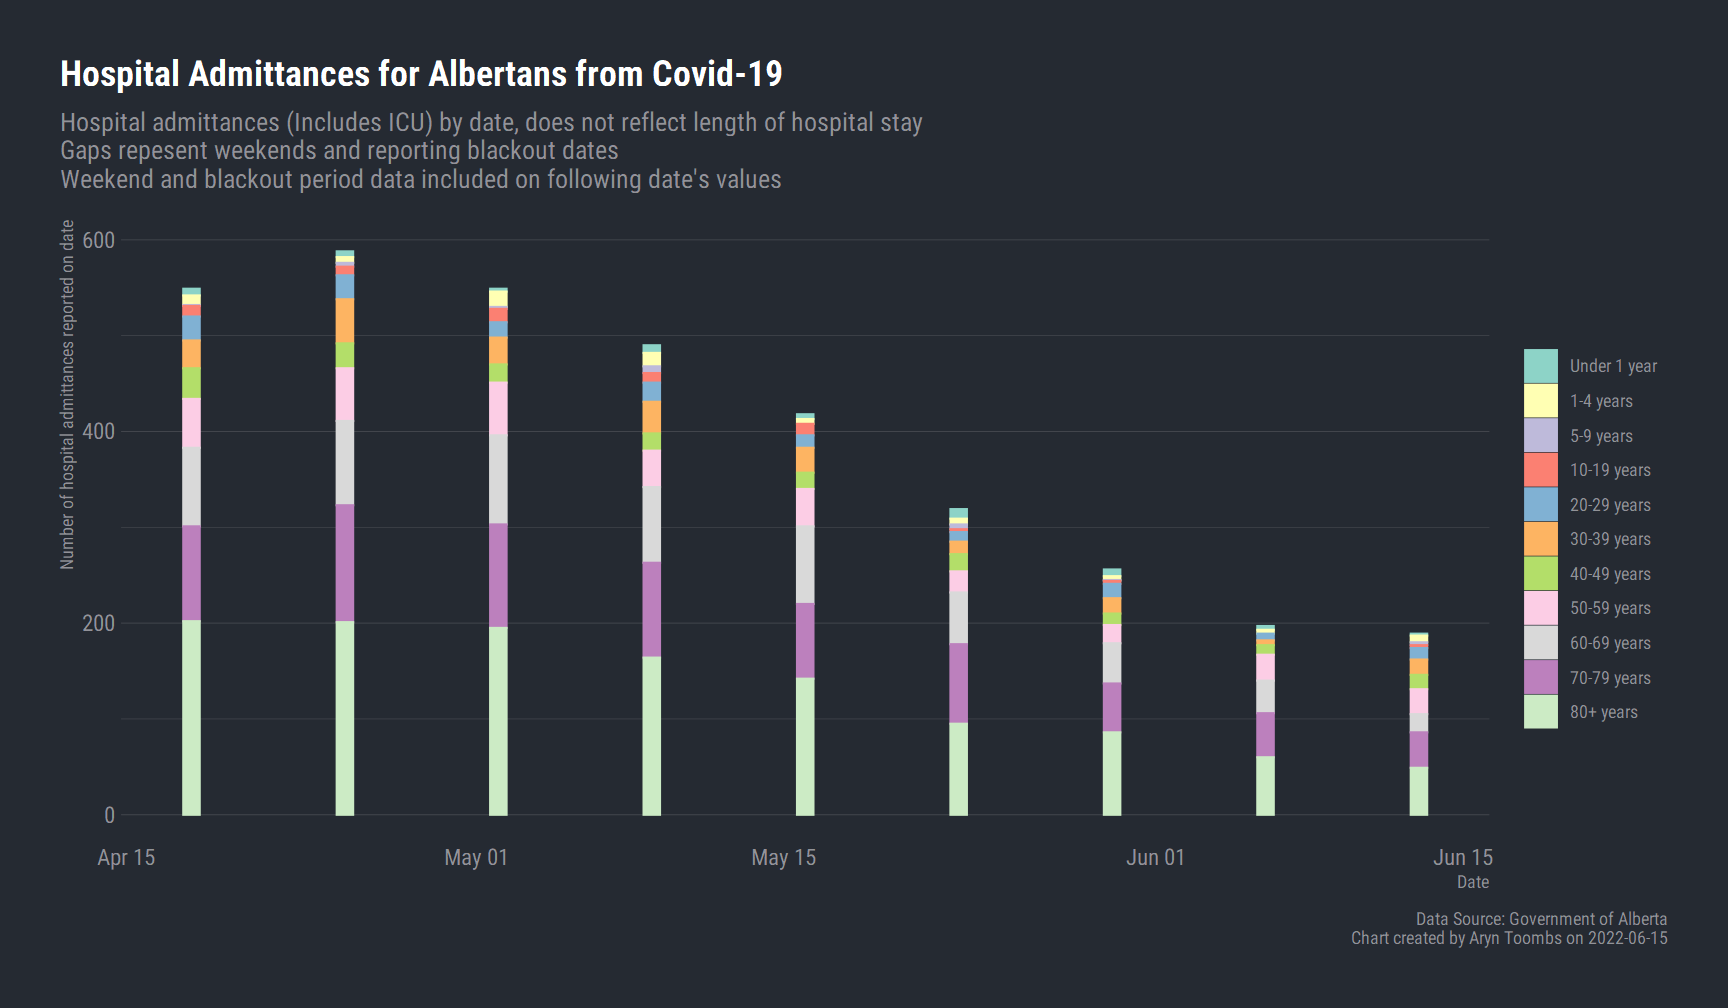 Hospital Admittances for Albertans from Covid-19
Hospital admittances (Includes ICU) by date, does not reflect length of hospital stay
Gaps repesent weekends and reporting blackout dates
Weekend and blackout period data included on following date's values
Number of hospital admittances reported on date
600
400
200
0
Apr 15
May 01
May 15
Jun 01
Jun 15
Date
Under 1 year
1-4 years
5-9 years
10-19 years
20-29 years
30-39 years
40-49 years
50-59 years
60-69 years
70-79 years
80+ years
Data Source: Government of Alberta
Chart created by Aryn Toombs on 2022-06-15